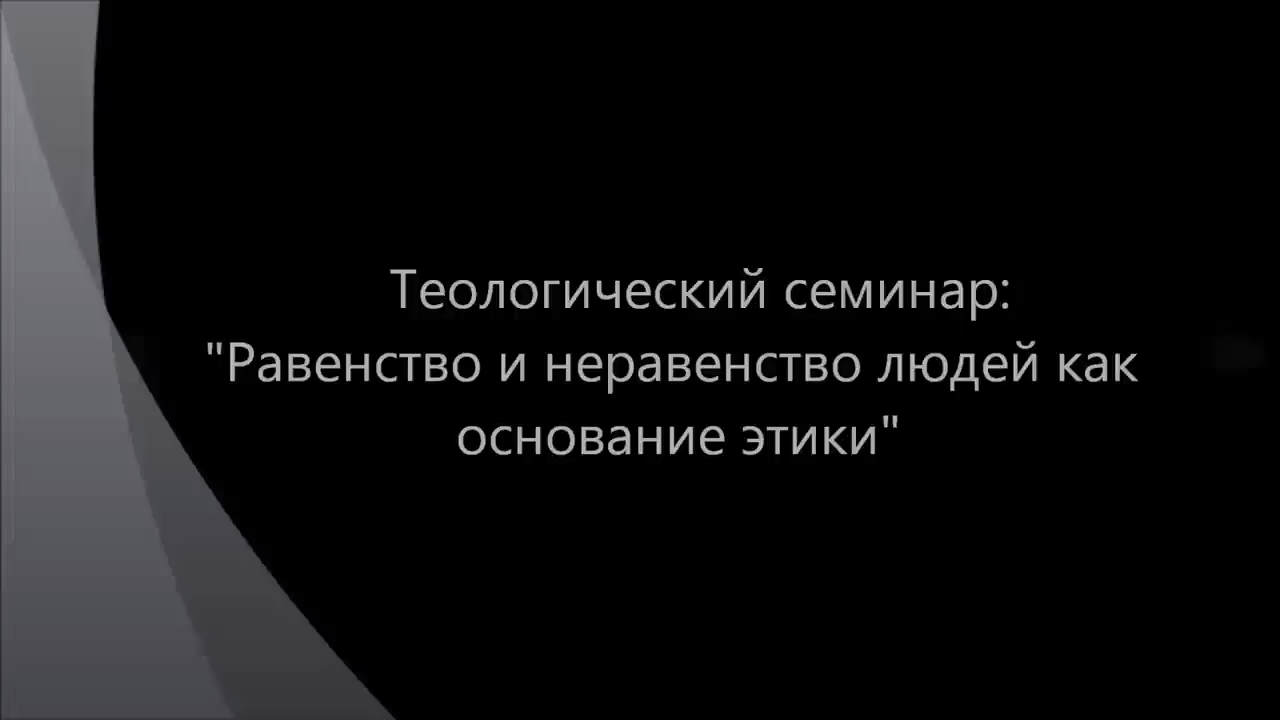 Теологический семинар:
"Равенство и неравенство людей как
основание этики"